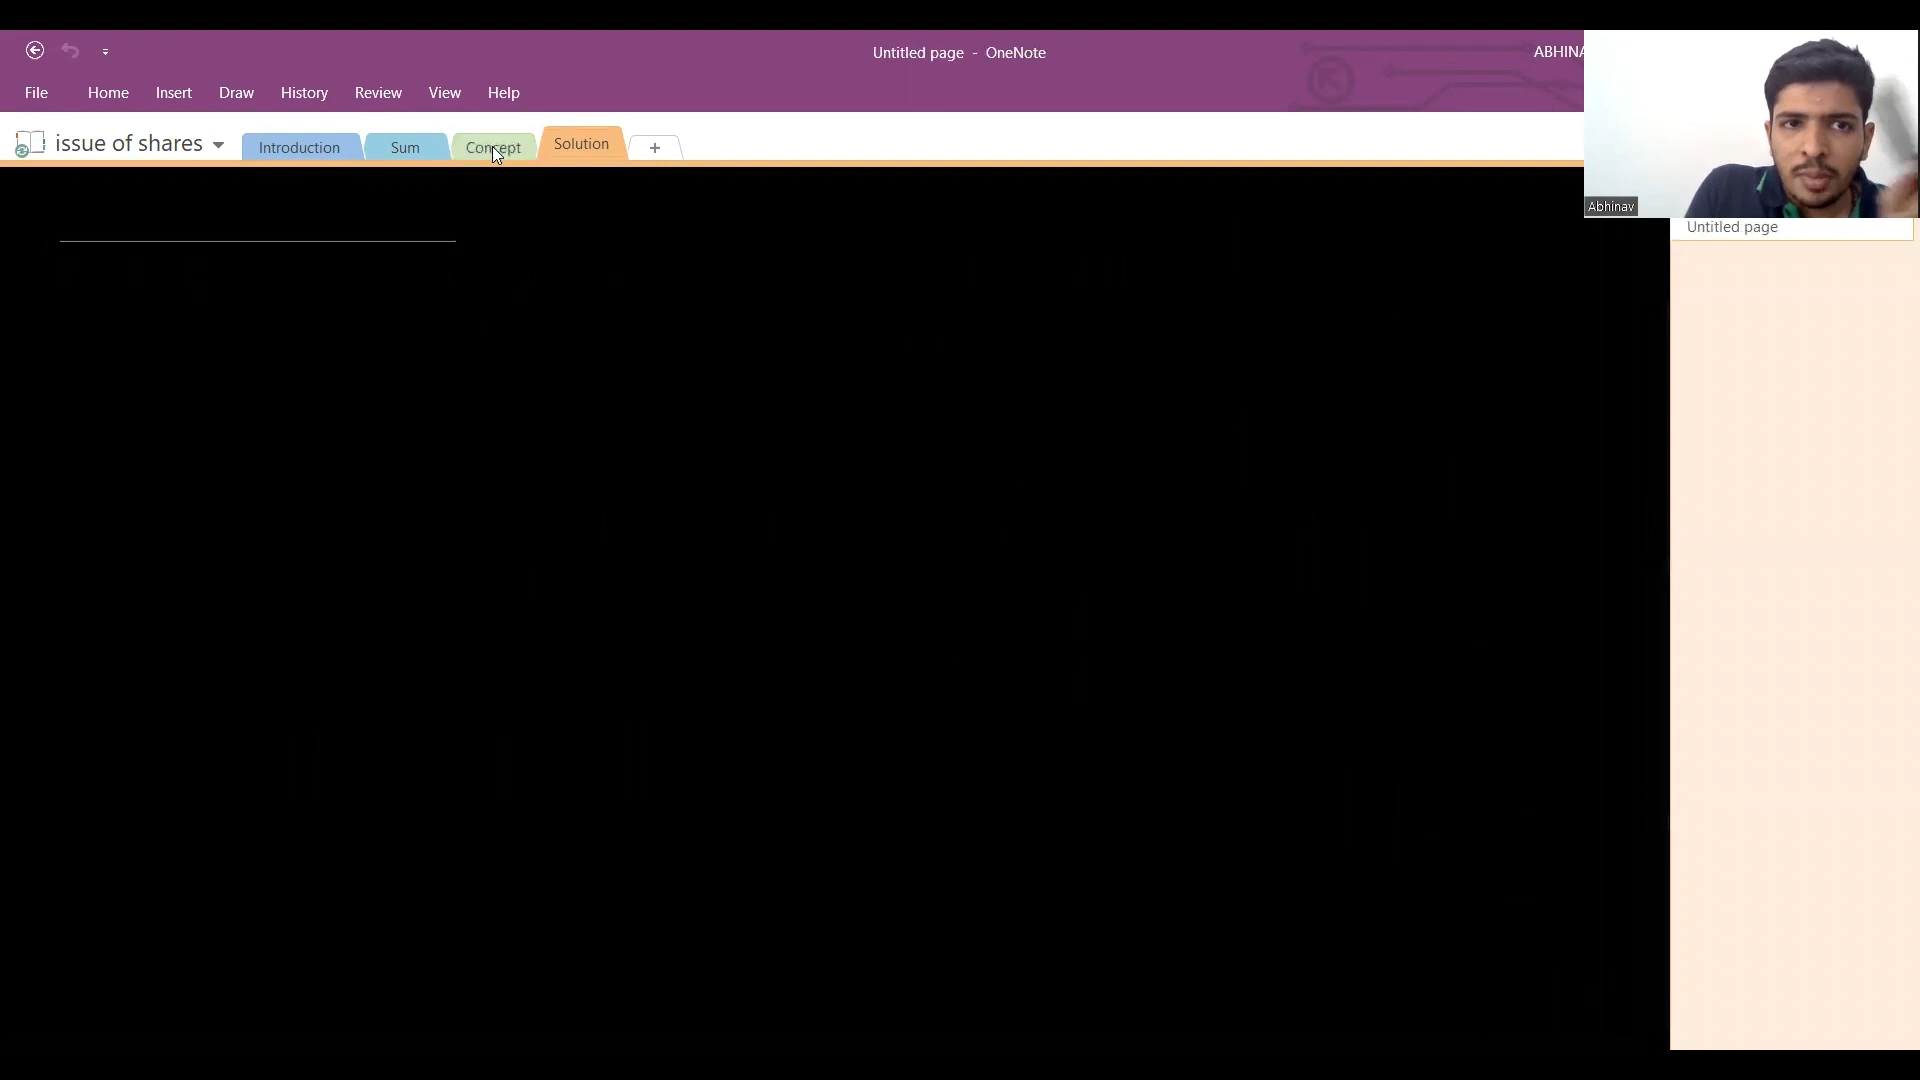 Untitled page - OneNote
ABHINA
File Home Insert Draw History Review View Help
issue of shares
Introduction
Sum
Concept
Solution
+
Abhinav
Untitled page